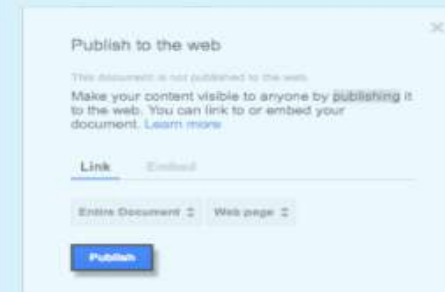 Publish to the web
This document is not published to the web.
Make your content visible to anyone by publishing it
to the web. You can link to or embed your
document. Learn more
Link Embed
Entire Document Web page
Publish